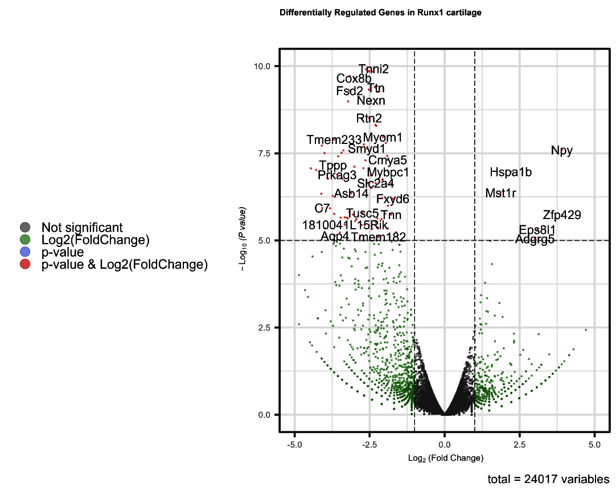 Differentially Regulated Genes in Runx1 cartilage
10.0
7.5
5.0
2.5
0.0
− Log10 (P value)
Tnni2
Cox8b
Ttn
Fsd2
Nexn
Rtn2
Tmem233
Myom1
Smyd1
Npy
Cmya5
Tppp
Mybpc1
Hspa1b
Ptkag3
Slc2a4
Asb14
Mst1r
Fxyd6
C7
Tusc5
Tnn
Zfp429
1810041L15Rik
Eps8l1
Aqp4
Tmem182
Adgrg5
Not significant
Log2(FoldChange)
p-value
p-value & Log2(FoldChange)
-5.0
-2.5
0.0
2.5
5.0
Log2 (Fold Change)
total = 24017 variables